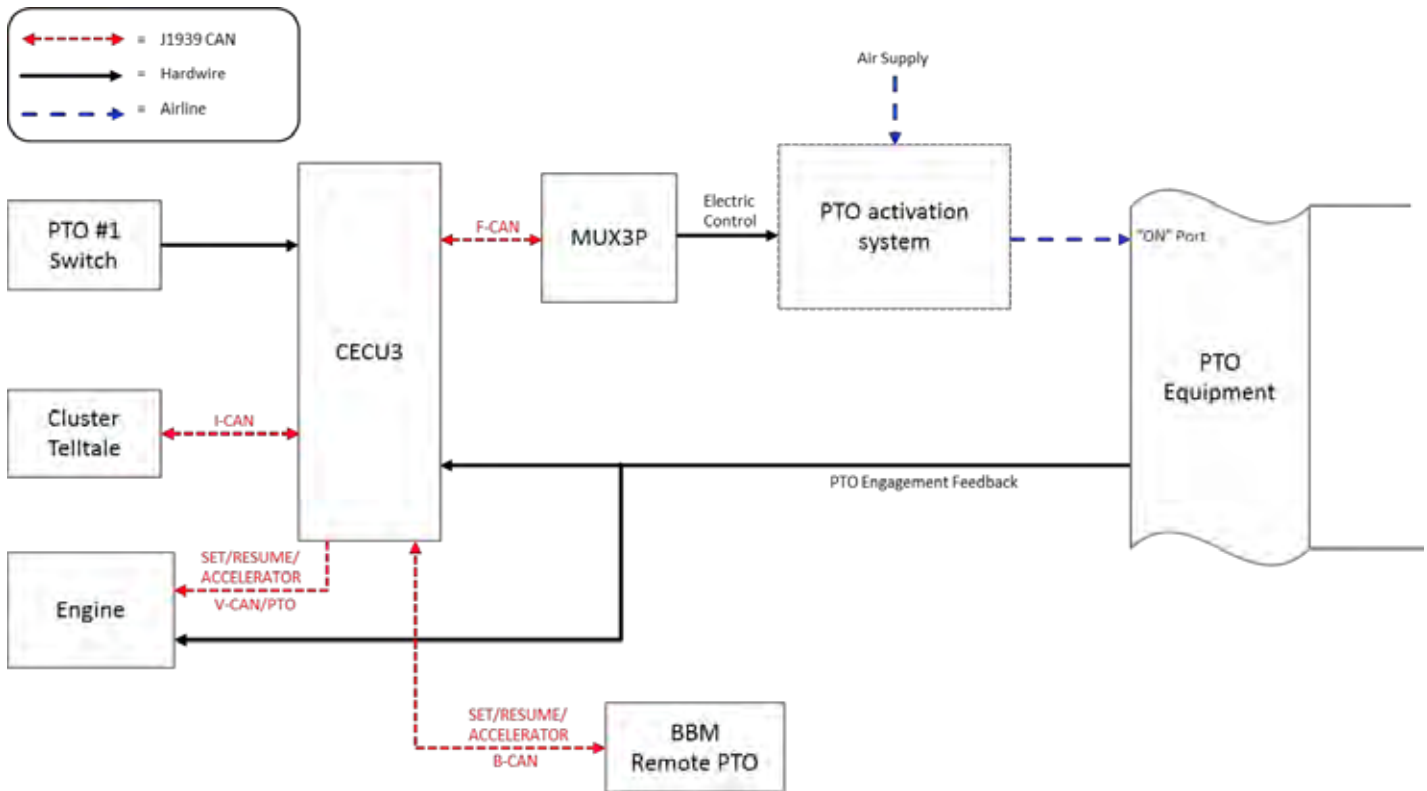 = J1939 CAN
= Hardwire
= Airline
Air Supply
PTO #1
Switch
F-CAN
MUX3P
Electric
Control
PTO activation
system
"ON" Port
CECU3
PTO
Equipment
Cluster
Telltale
I-CAN
PTO Engagement Feedback
SET/RESUME/
ACCELERATOR
V-CAN/PTO
Engine
SET/RESUME/
ACCELERATOR
B-CAN
BBM
Remote PTO